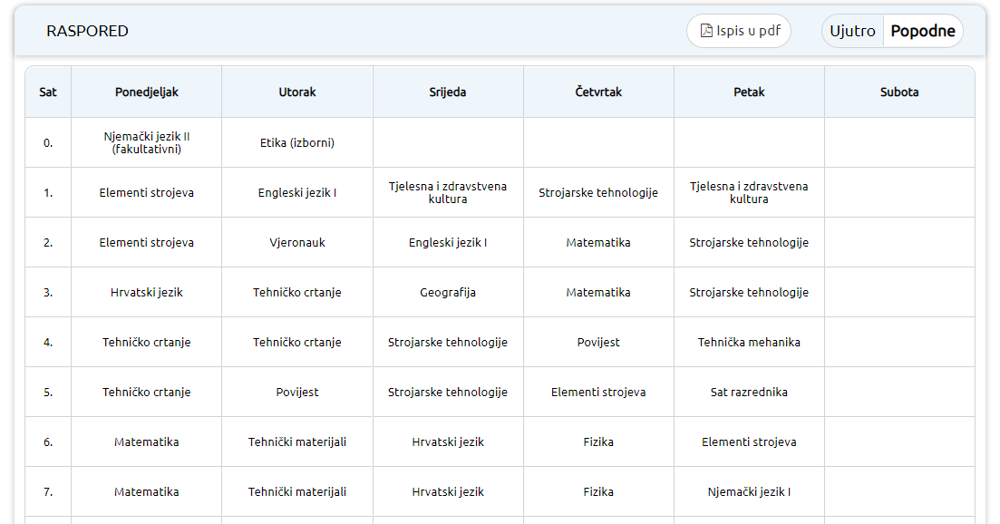 RASPORED
Ispis u pdf
Ujutro Popodne
Sat Ponedjeljak Utorak Srijeda Četvrtak Petak Subota
0. Njemački jezik II (fakultativni) Etika (izborni)
1. Elementi strojeva Engleski jezik I Tjelesna i zdravstvena kultura Strojarske tehnologije Tjelesna i zdravstvena kultura
2. Elementi strojeva Vjeronauk Engleski jezik I Matematika Strojarske tehnologije
3. Hrvatski jezik Tehničko crtanje Geografija Matematika Strojarske tehnologije
4. Tehničko crtanje Tehničko crtanje Strojarske tehnologije Povijest Tehnička mehanika
5. Tehničko crtanje Povijest Strojarske tehnologije Elementi strojeva Sat razrednika
6. Matematika Tehnički materijali Hrvatski jezik Fizika Elementi strojeva
7. Matematika Tehnički materijali Hrvatski jezik Fizika Njemački jezik I